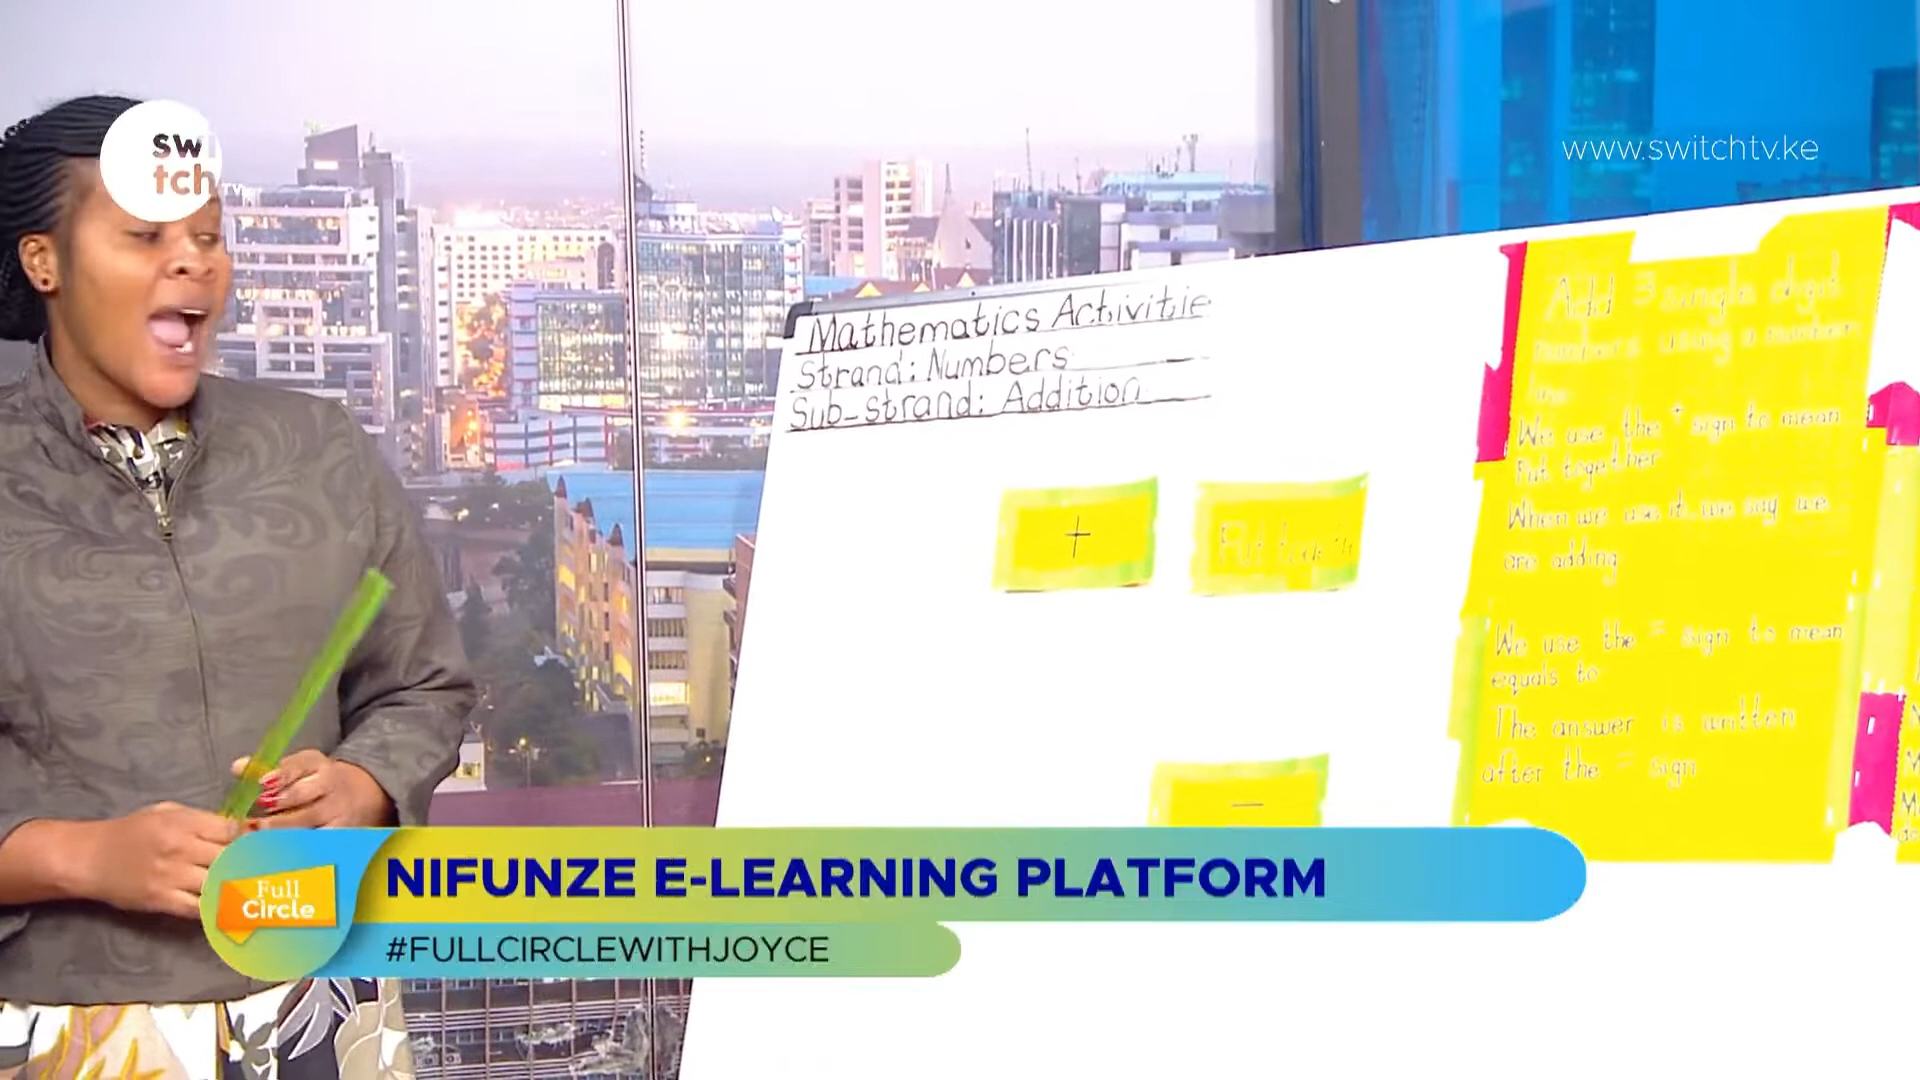 switch TV
www.switchtv.ke
Mathematics Activitie
Strand: Numbers
Sub-strand: Addition
+
Put
−
Add 3 single digit
numbers using a number
line
We use the + sign to mean
Put together
When we use it, we say we
are adding
We use the = sign to mean
equals to
The answer is written
after the = sign
Full
Circle
NIFUNZE E-LEARNING PLATFORM
#FULLCIRCLEWITHJOYCE